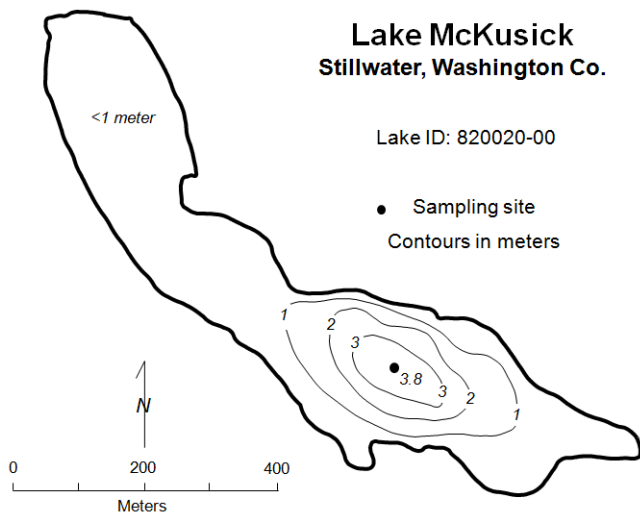 Lake McKusick
Stillwater, Washington Co.
<1 meter
Lake ID: 820020-00
Sampling site
Contours in meters
1
2
3
3.8
3
2
1
N
0 200 400
Meters